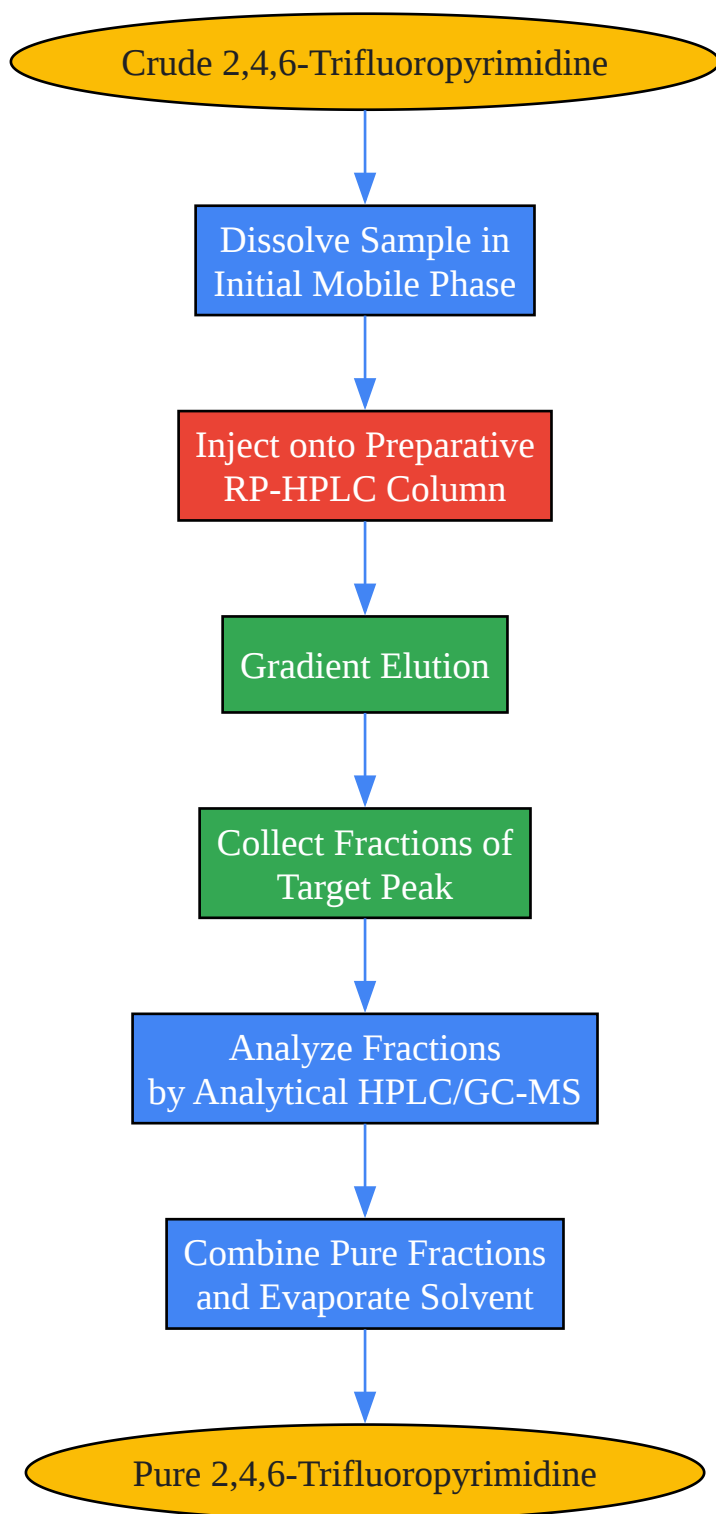 Crude 2,4,6-Trifluoropyrimidine
Dissolve Sample in
Initial Mobile Phase
Inject onto Preparative
RP-HPLC Column
Gradient Elution
Collect Fractions of
Target Peak
Analyze Fractions
by Analytical HPLC/GC-MS
Combine Pure Fractions
and Evaporate Solvent
Pure 2,4,6-Trifluoropyrimidine